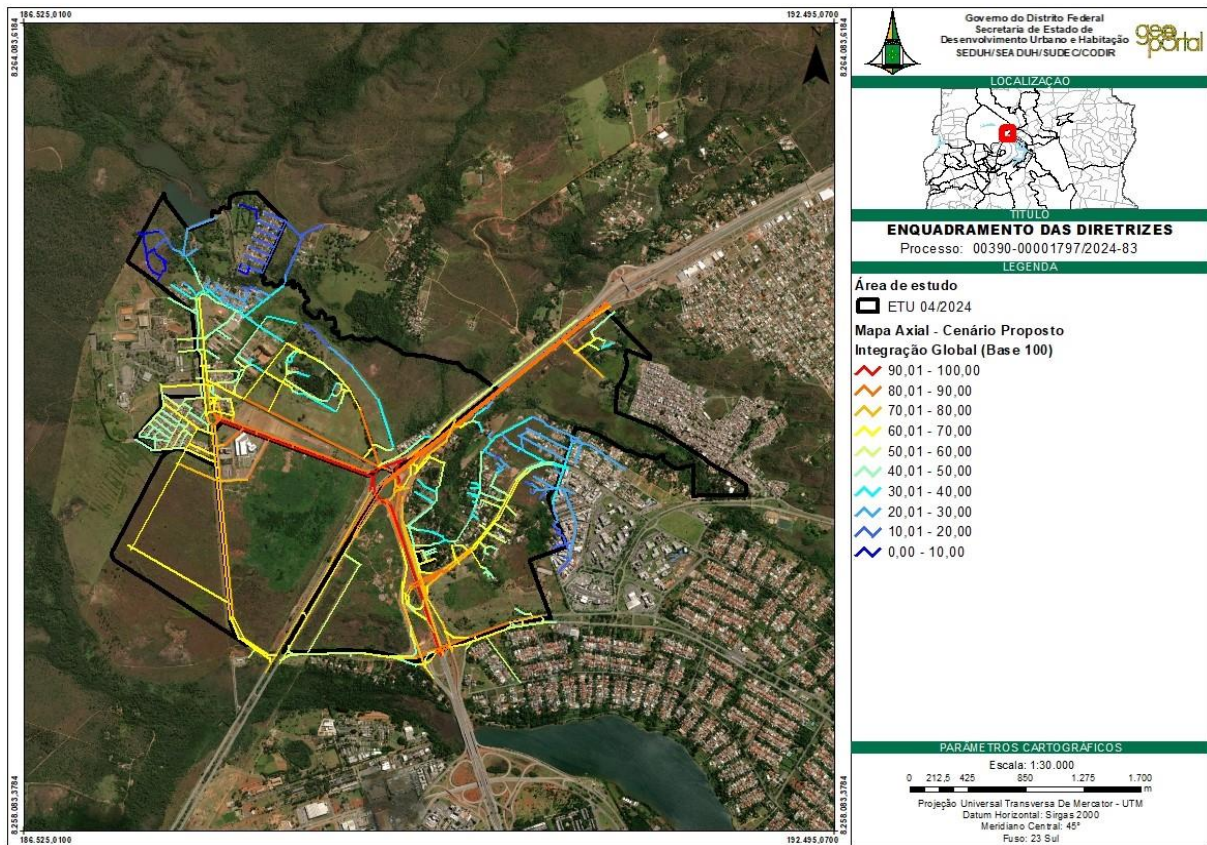 186.525,0100
192.495,0700
8.264.083,6184
8.264.083,6184
8.258.083,3784
8.258.083,3784
186.525,0100
192.495,0700
Governo do Distrito Federal
Secretaria de Estado de
Desenvolvimento Urbano e Habitação
SEDUH/SEADUH/SUDEC/CODIR
geo
portal
LOCALIZAÇÃO
TÍTULO
ENQUADRAMENTO DAS DIRETRIZES
Processo: 00390-00001797/2024-83
LEGENDA
Área de estudo
ETU 04/2024
Mapa Axial - Cenário Proposto
Integração Global (Base 100)
90,01 - 100,00
80,01 - 90,00
70,01 - 80,00
60,01 - 70,00
50,01 - 60,00
40,01 - 50,00
30,01 - 40,00
20,01 - 30,00
10,01 - 20,00
0,00 - 10,00
PARÂMETROS CARTOGRÁFICOS
Escala: 1:30.000
0 212,5 425 850 1.275 1.700
m
Projeção Universal Transversa De Mercator - UTM
Datum Horizontal: Sirgas 2000
Meridiano Central: 45º
Fuso: 23 Sul